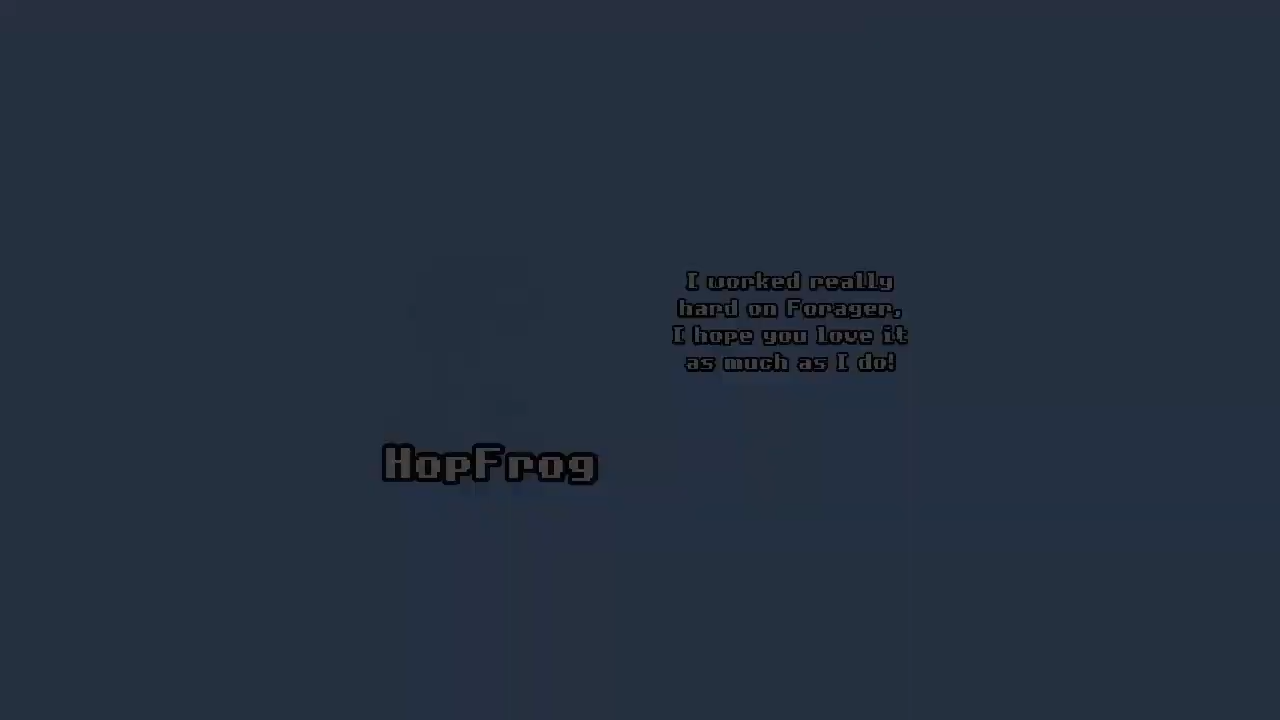 I worked really
hard on Forager,
I hope you love it
as much as I do!
HopFrog